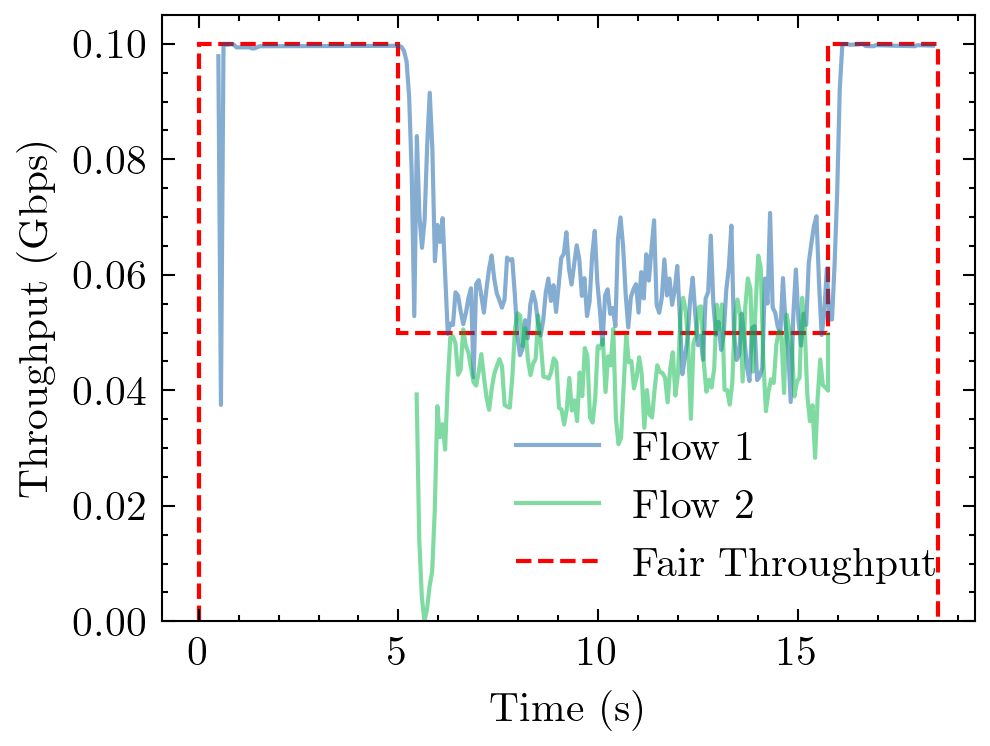 Throughput (Gbps)
0.10
0.08
0.06
0.04
0.02
0.00
Flow 1
Flow 2
Fair Throughput
0 5 10 15
Time (s)